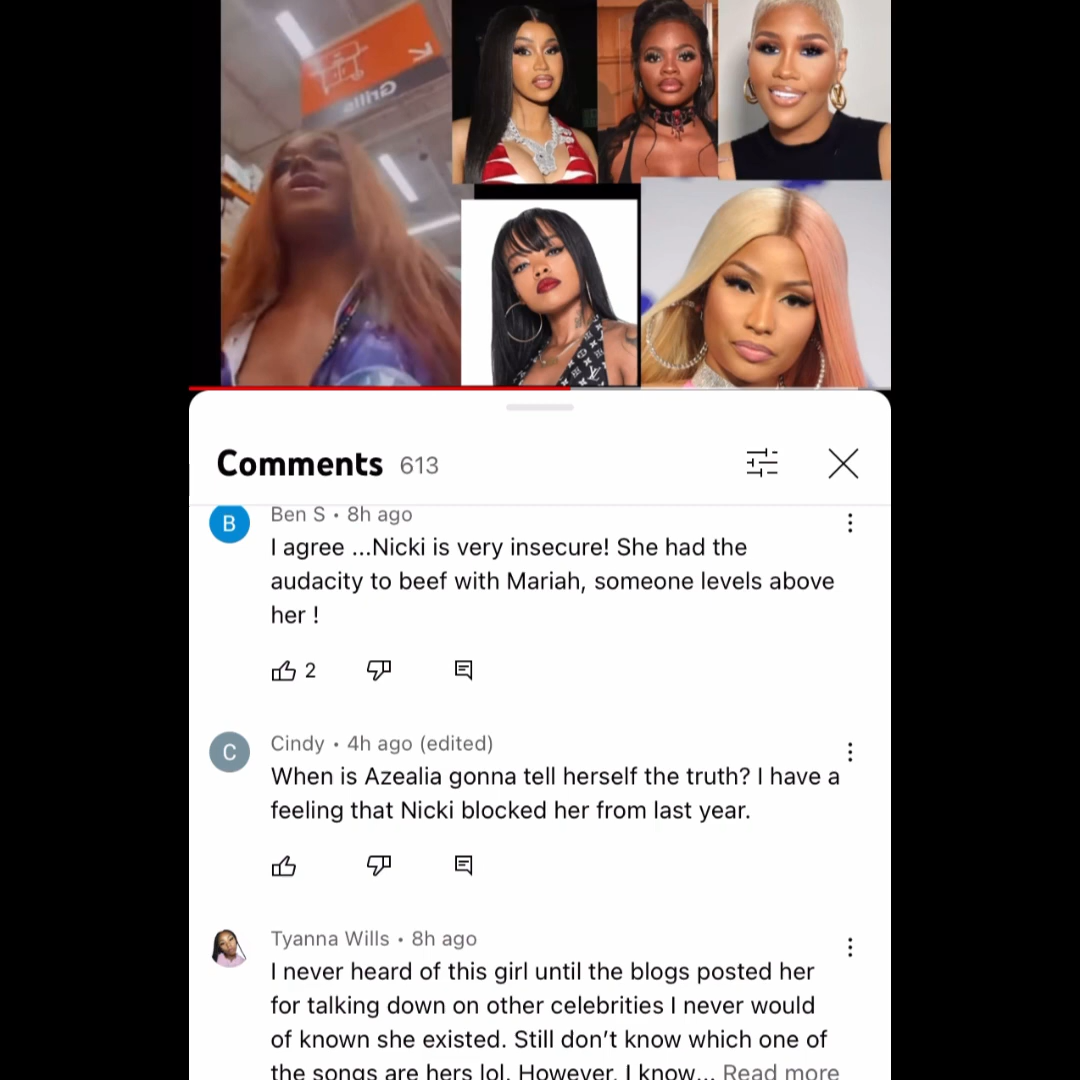 Grills
Comments 613
Ben S • 8h ago
I agree ...Nicki is very insecure! She had the
audacity to beef with Mariah, someone levels above
her !
2
Cindy • 4h ago (edited)
When is Azealia gonna tell herself the truth? I have a
feeling that Nicki blocked her from last year.
Tyanna Wills • 8h ago
I never heard of this girl until the blogs posted her
for talking down on other celebrities I never would
of known she existed. Still don’t know which one of
the songs are hers lol. However, I know... Read more
B
C